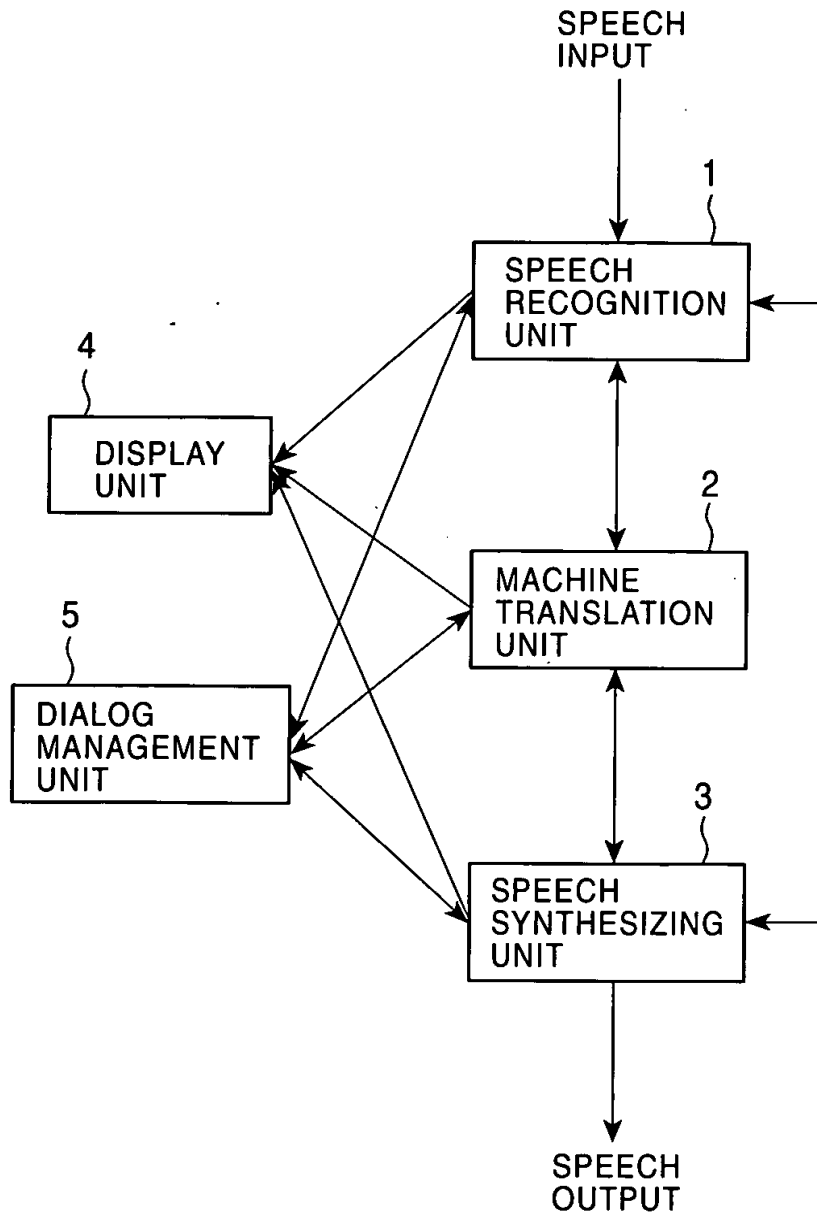 SPEECH
INPUT
1
SPEECH
RECOGNITION
UNIT
4
DISPLAY
UNIT
2
MACHINE
TRANSLATION
UNIT
5
DIALOG
MANAGEMENT
UNIT
3
SPEECH
SYNTHESIZING
UNIT
SPEECH
OUTPUT